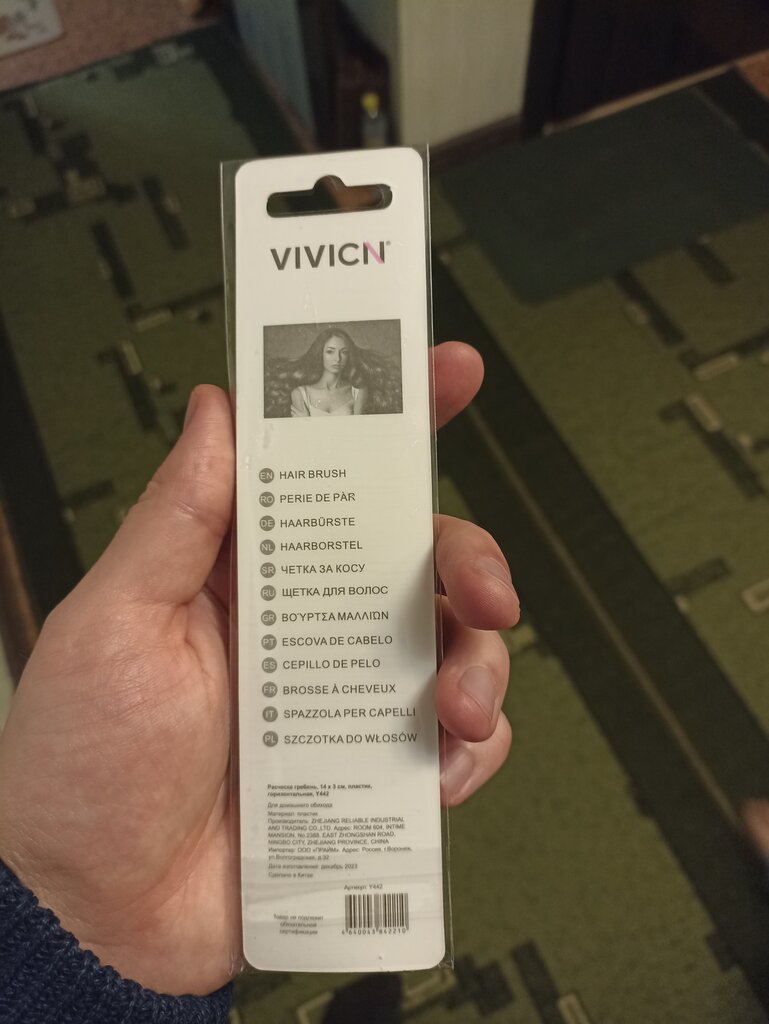 VIVICN®
EN HAIR BRUSH
RO PERIE DE PÀR
DE HAARBÜRSTE
NL HAARBORSTEL
SR ЧЕТКА ЗА КОСУ
RU ЩЕТКА ДЛЯ ВОЛОС
GR ΒΟΎΡΤΣΑ ΜΑΛΛΙΏΝ
PT ESCOVA DE CABELO
ES CEPILLO DE PELO
FR BROSSE À CHEVEUX
IT SPAZZOLA PER CAPELLI
PL SZCZOTKA DO WŁOSÓW
Расческа гребень, 14 х 3 см, пластик,
горизонтальная, Y442
Для домашнего обихода
Материал: пластик
Производитель: ZHEJIANG RELIABLE INDUSTRIAL
AND TRADING CO.,LTD. Адрес: ROOM 604, INTIME
MANSION, No.2388, EAST ZHONGSHAN ROAD,
NINGBO CITY, ZHEJIANG PROVINCE, CHINA
Импортер: ООО «ПРАЙМ». Адрес: Россия, г.Воронеж,
ул.Волгоградская, д.32
Дата изготовления: декабрь 2023
Сделано в Китае
Артикул: Y442
Товар не подлежит
обязательной
сертификации
4 640043 842210